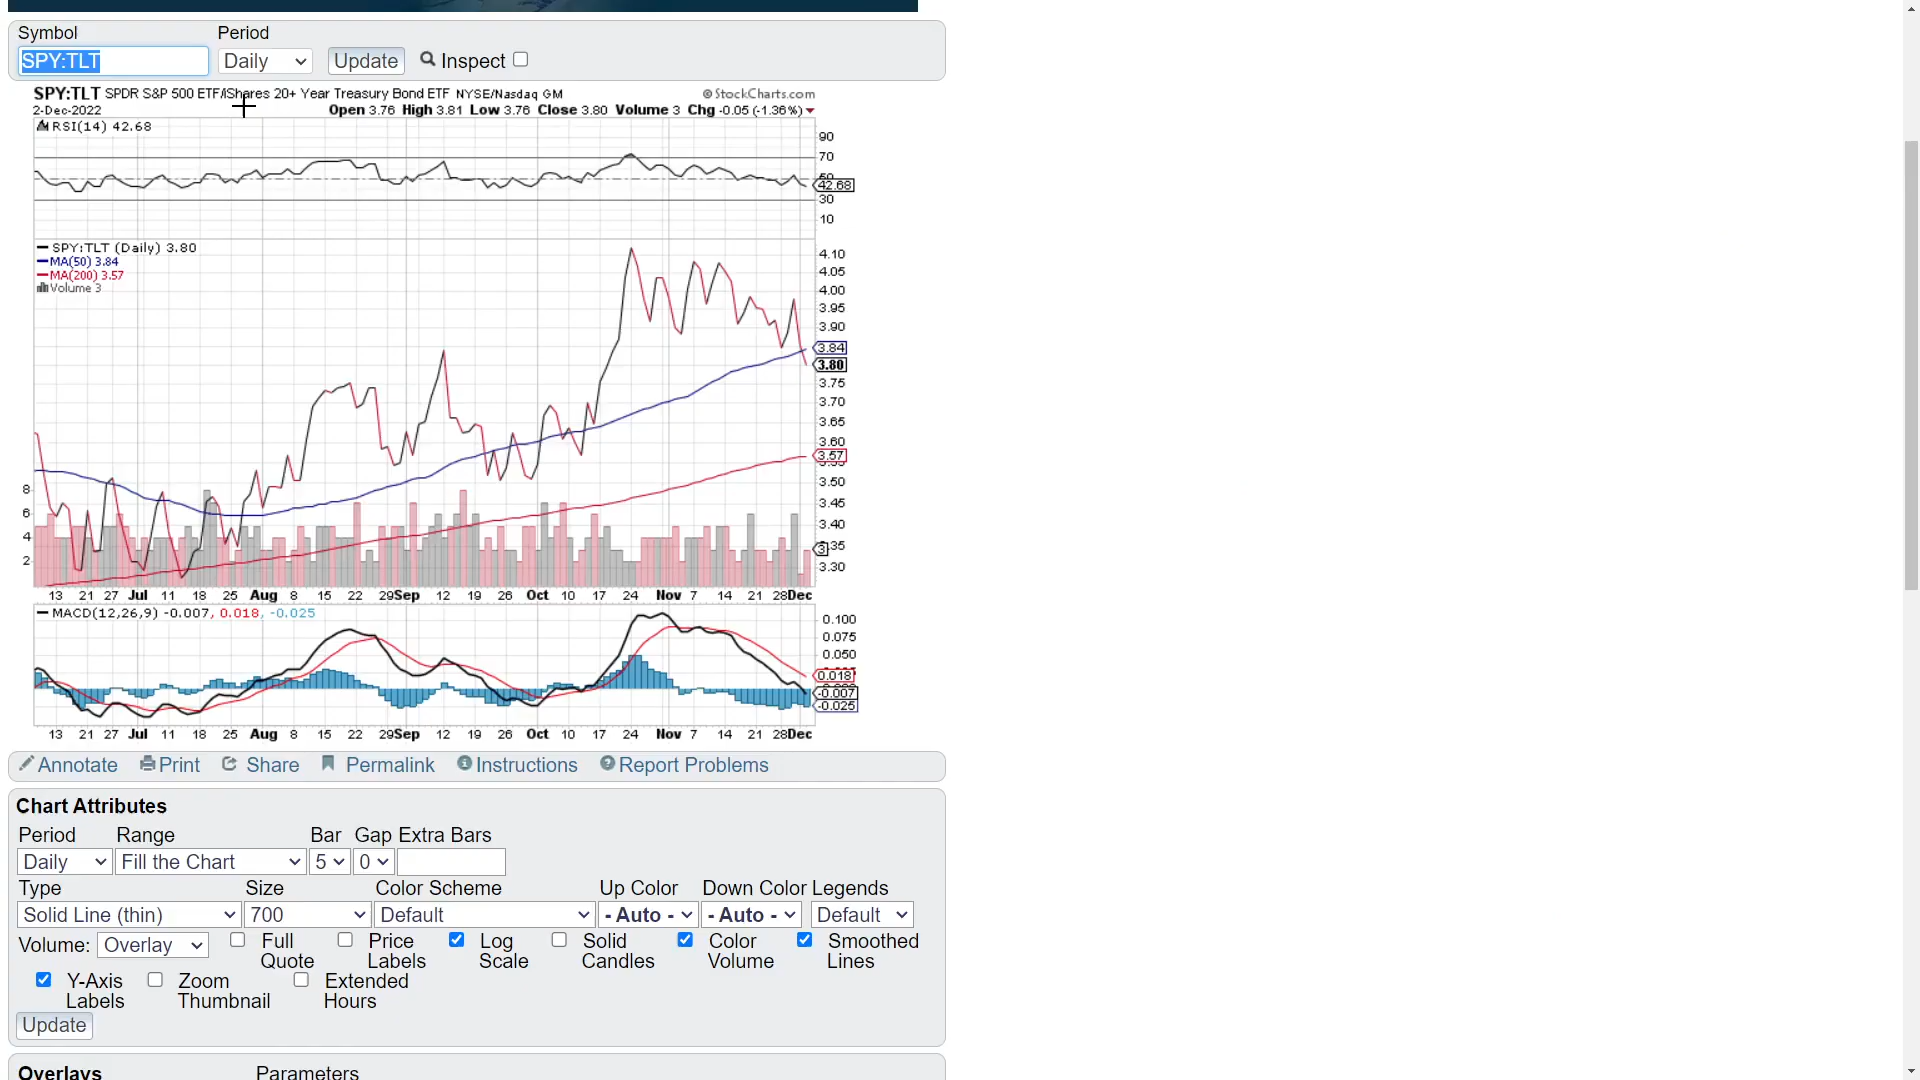 Symbol Period
SPY:TLT Daily Update Inspect
SPY:TLT SPDR S&P 500 ETF/iShares 20+ Year Treasury Bond ETF NYSE/Nasdaq GM © StockCharts.com
2-Dec-2022 Open 3.76 High 3.81 Low 3.76 Close 3.80 Volume 3 Chg -0.05 (-1.36%)
RSI(14) 42.68
90
70
50
42.68
30
10
SPY:TLT (Daily) 3.80
MA(50) 3.84
MA(200) 3.57
Volume 3
4.10
4.05
4.00
3.95
3.90
3.84
3.80
3.75
3.70
3.65
3.60
3.57
3.55
3.50
3.45
3.40
3.35
3.30
8
6
4
2
3
13 21 27 Jul 11 18 25 Aug 8 15 22 29 Sep 12 19 26 Oct 10 17 24 Nov 7 14 21 28 Dec
MACD(12,26,9) -0.007, 0.018, -0.025
0.100
0.075
0.050
0.018
-0.007
-0.025
13 21 27 Jul 11 18 25 Aug 8 15 22 29 Sep 12 19 26 Oct 10 17 24 Nov 7 14 21 28 Dec
Annotate Print Share Permalink Instructions Report Problems
Chart Attributes
Period Range Bar Gap Extra Bars
Daily Fill the Chart 5 0
Type Size Color Scheme Up Color Down Color Legends
Solid Line (thin) 700 Default - Auto - - Auto - Default
Volume: Overlay Full Quote Price Labels Log Scale Solid Candles Color Volume Smoothed Lines
Y-Axis Labels Zoom Thumbnail Extended Hours
Update
Overlays Parameters